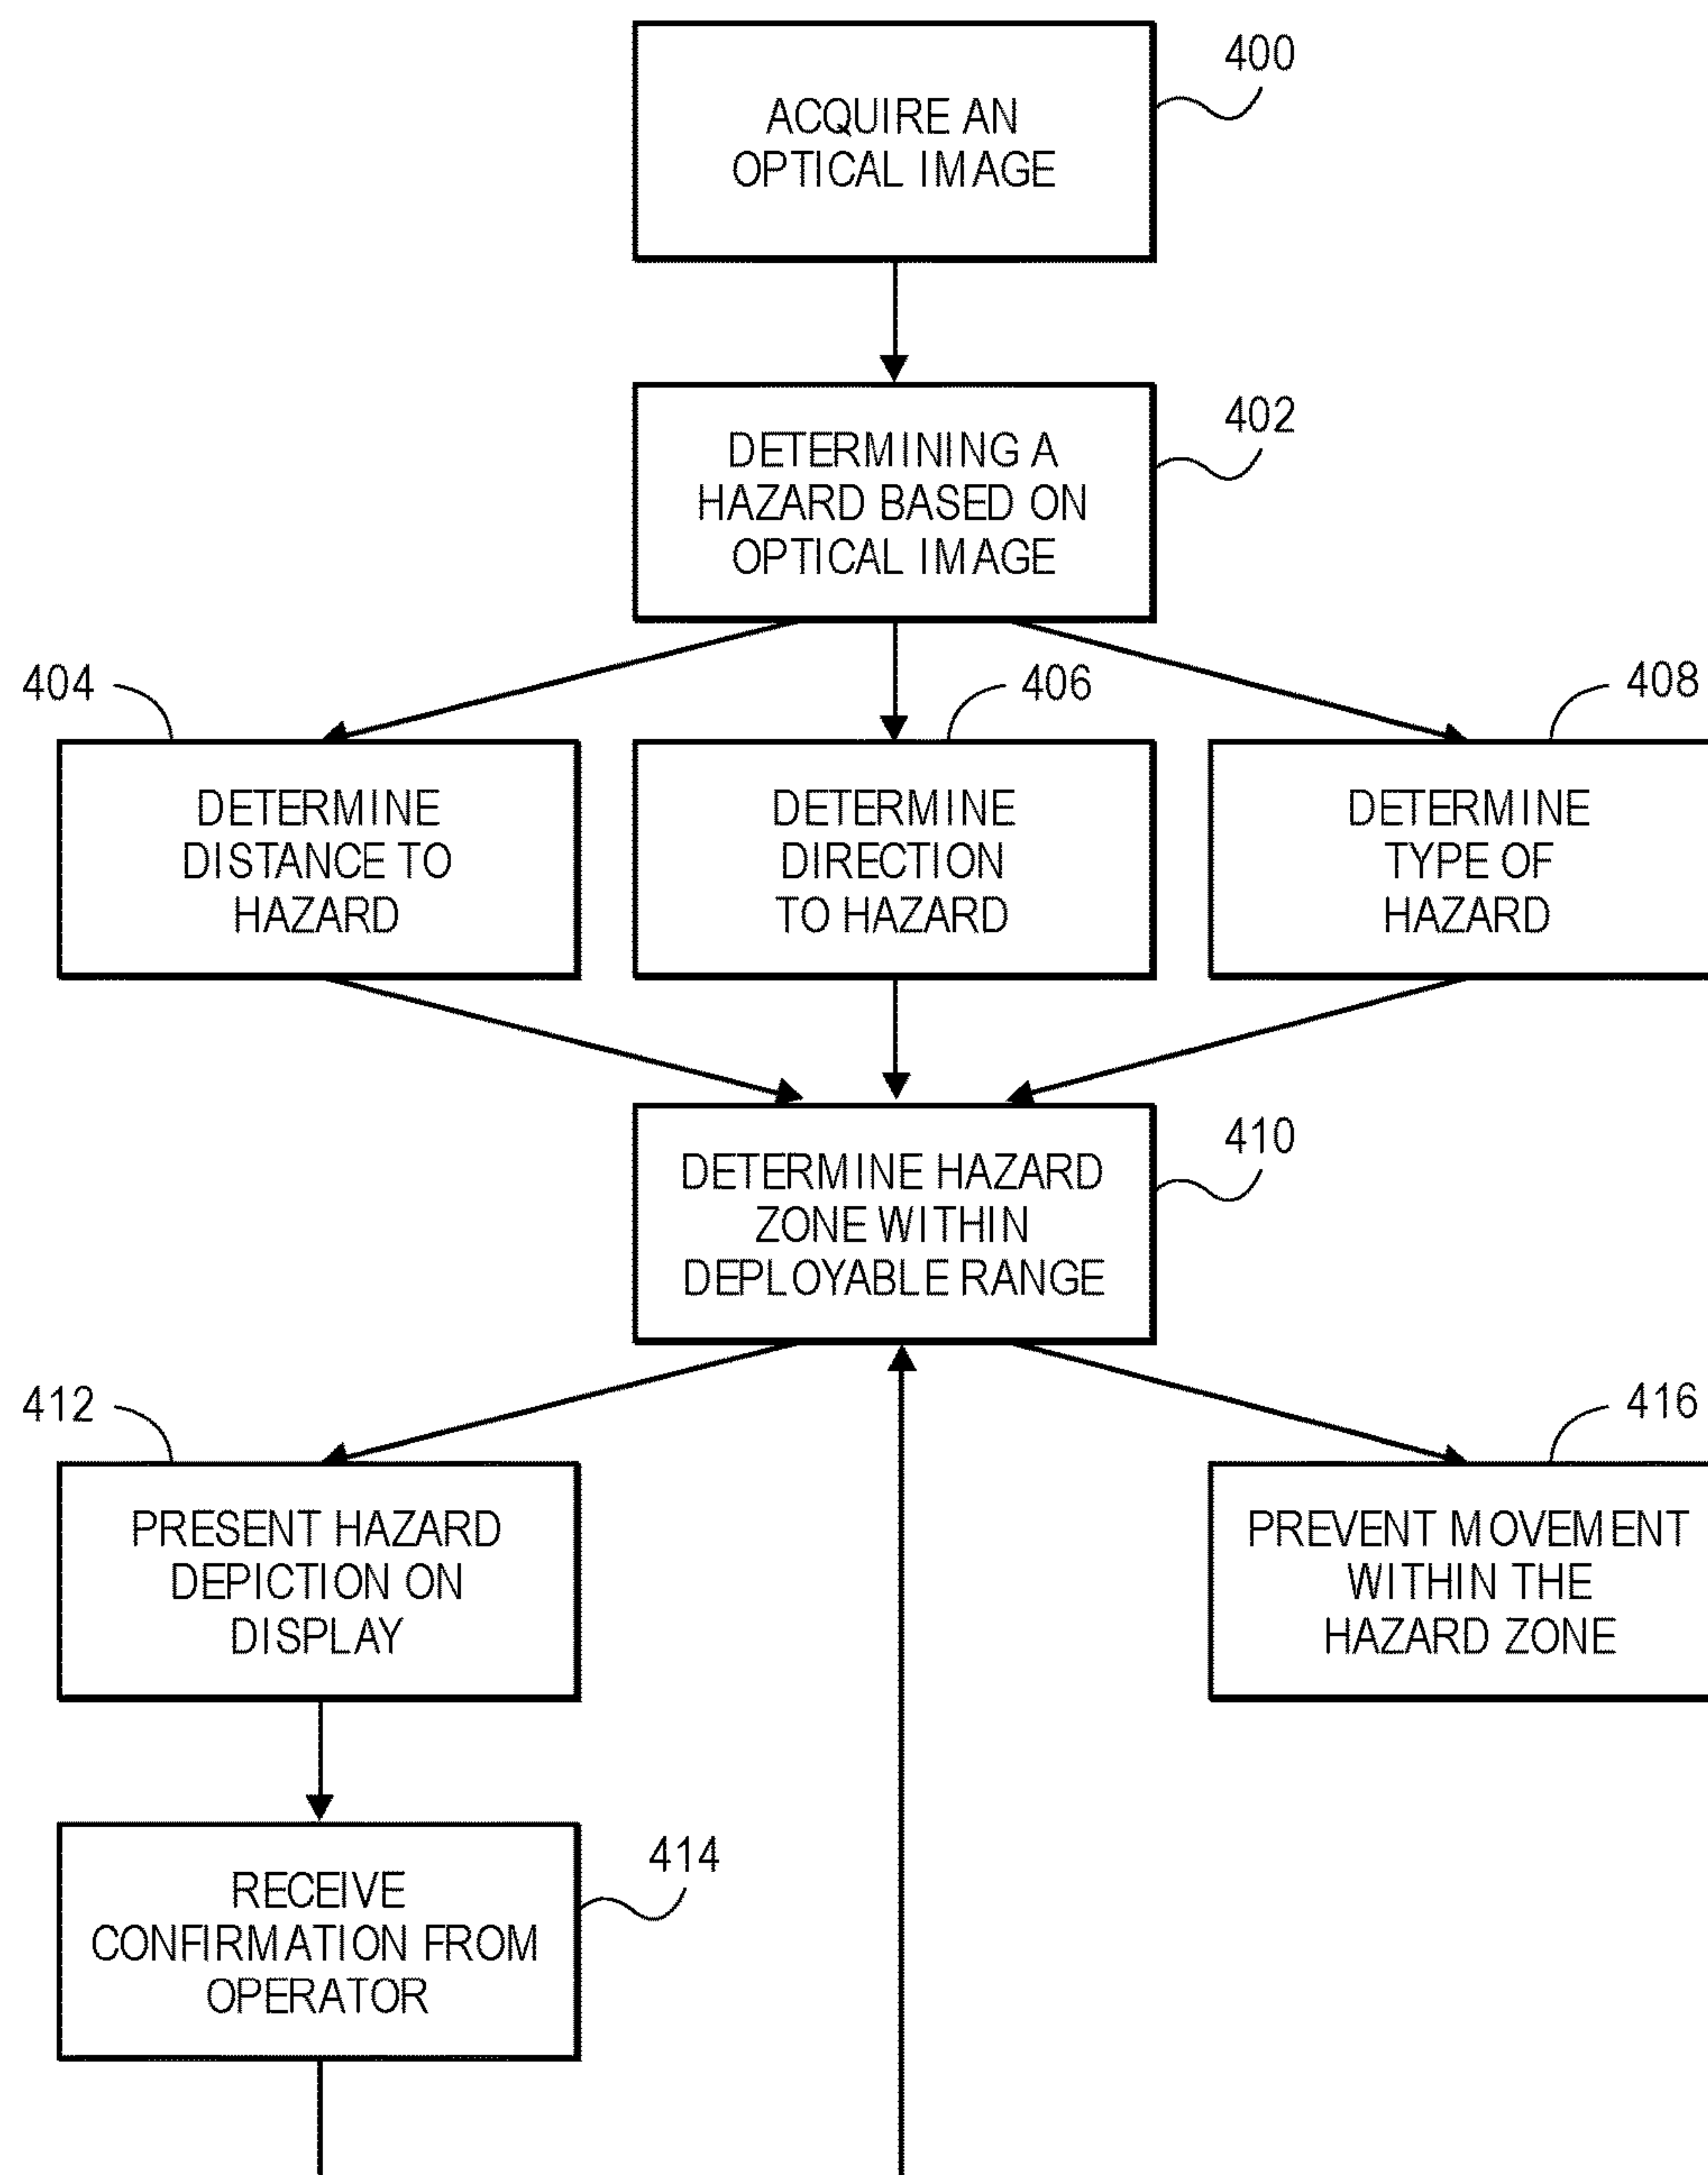 400
ACQUIRE AN
OPTICAL IMAGE
402
DETERMINING A
HAZARD BASED ON
OPTICAL IMAGE
404
406
408
DETERMINE
DISTANCE TO
HAZARD
DETERMINE
DIRECTION
TO HAZARD
DETERMINE
TYPE OF
HAZARD
410
DETERMINE HAZARD
ZONE WITHIN
DEPLOYABLE RANGE
412
416
PRESENT HAZARD
DEPICTION ON
DISPLAY
PREVENT MOVEMENT
WITHIN THE
HAZARD ZONE
414
RECEIVE
CONFIRMATION FROM
OPERATOR